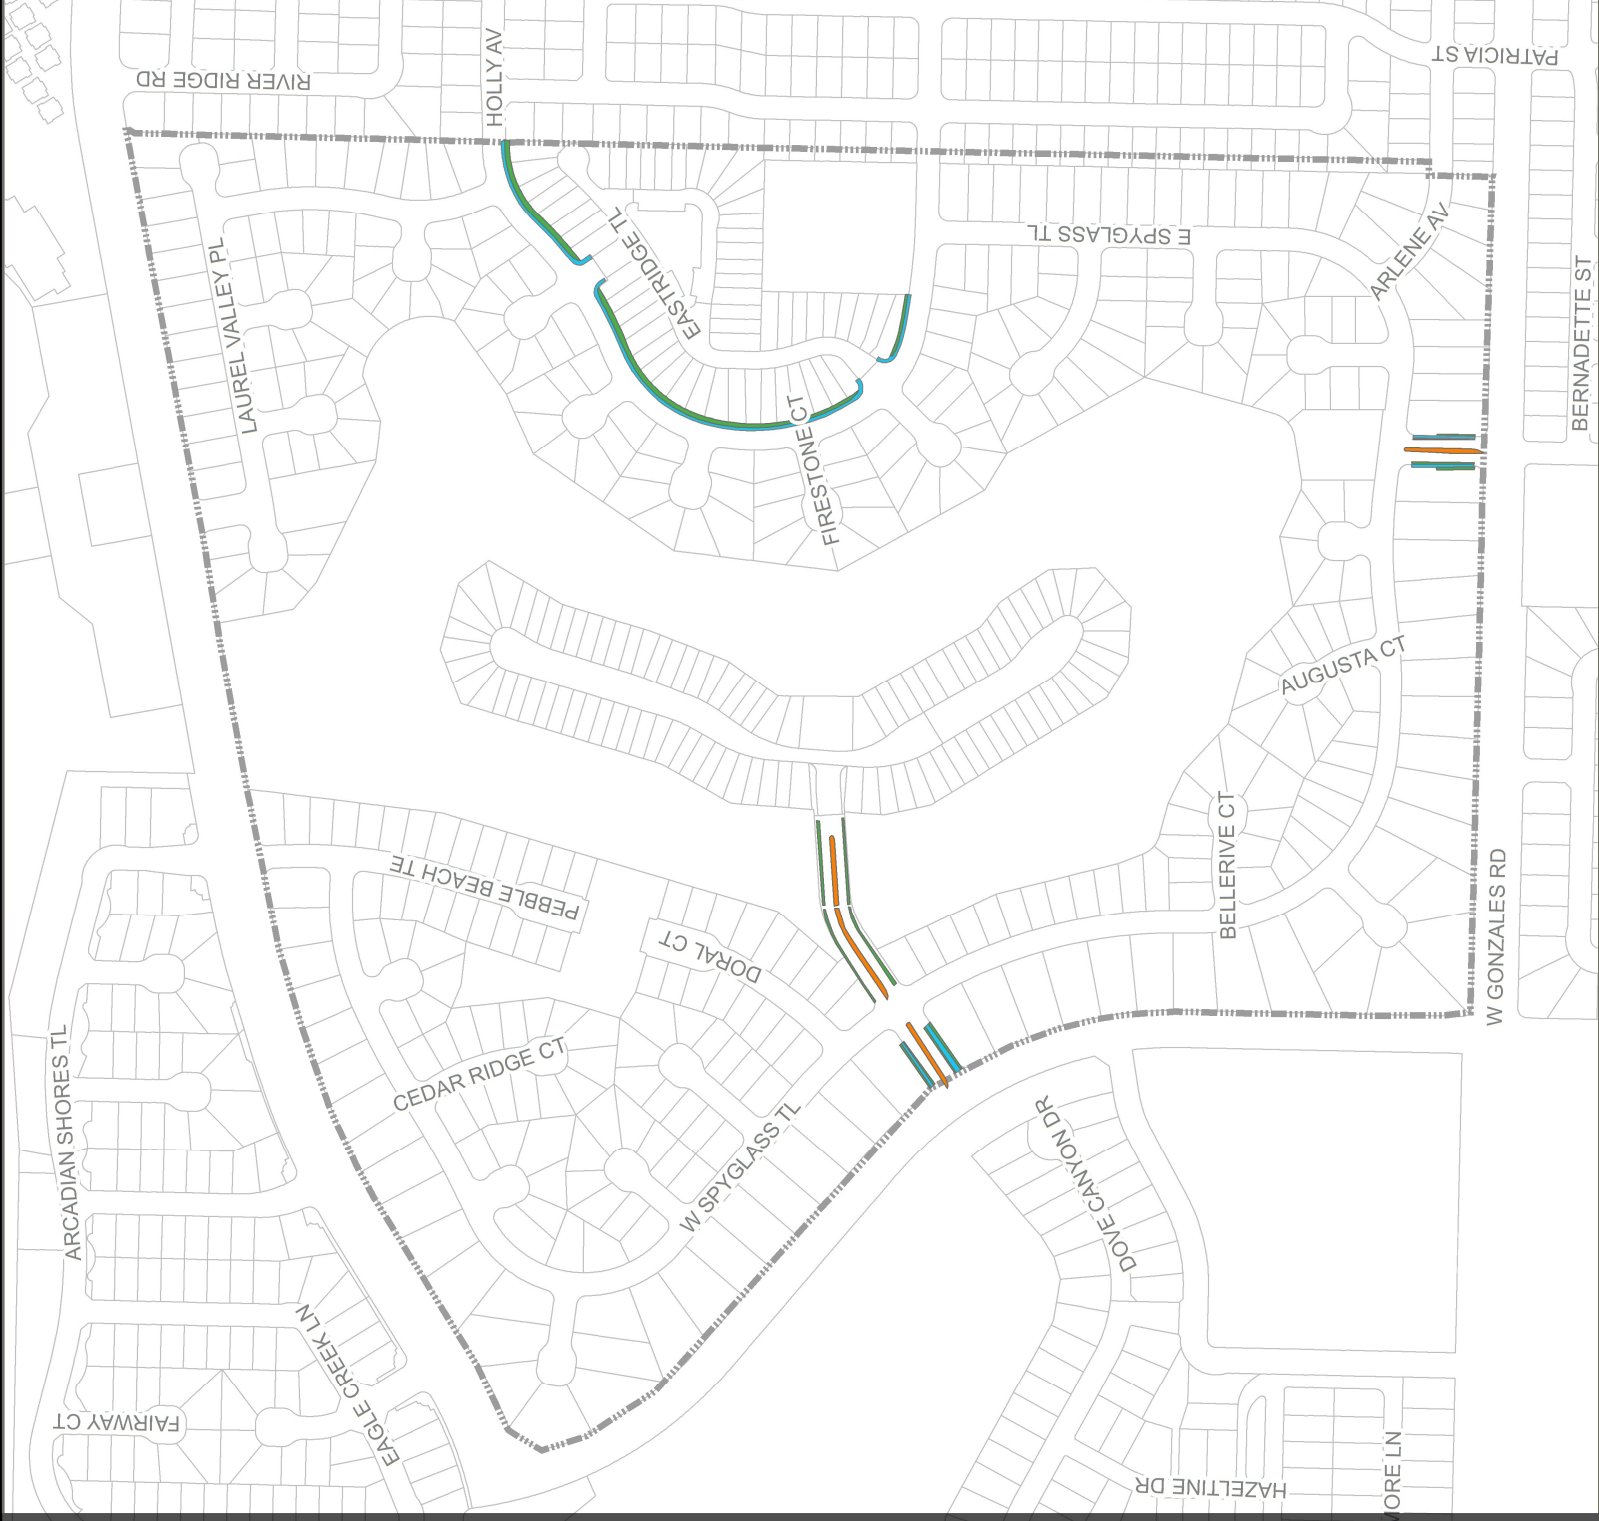 PATRICIA ST
HOLLY AV
RIVER RIDGE RD
E SPYGLASS TL
ARLENE AV
EASTRIDGE TL
LAUREL VALLEY PL
BERNADETTE ST
FIRESTONE CT
AUGUSTA CT
BELLERIVE CT
PEBBLE BEACH TE
W GONZALES RD
DORAL CT
CEDAR RIDGE CT
ARCADIAN SHORES TL
W SPYGLASS TL
DOVE CANYON DR
EAGLE CREEK LN
FAIRWAY CT
HAZELTINE DR
MORE LN